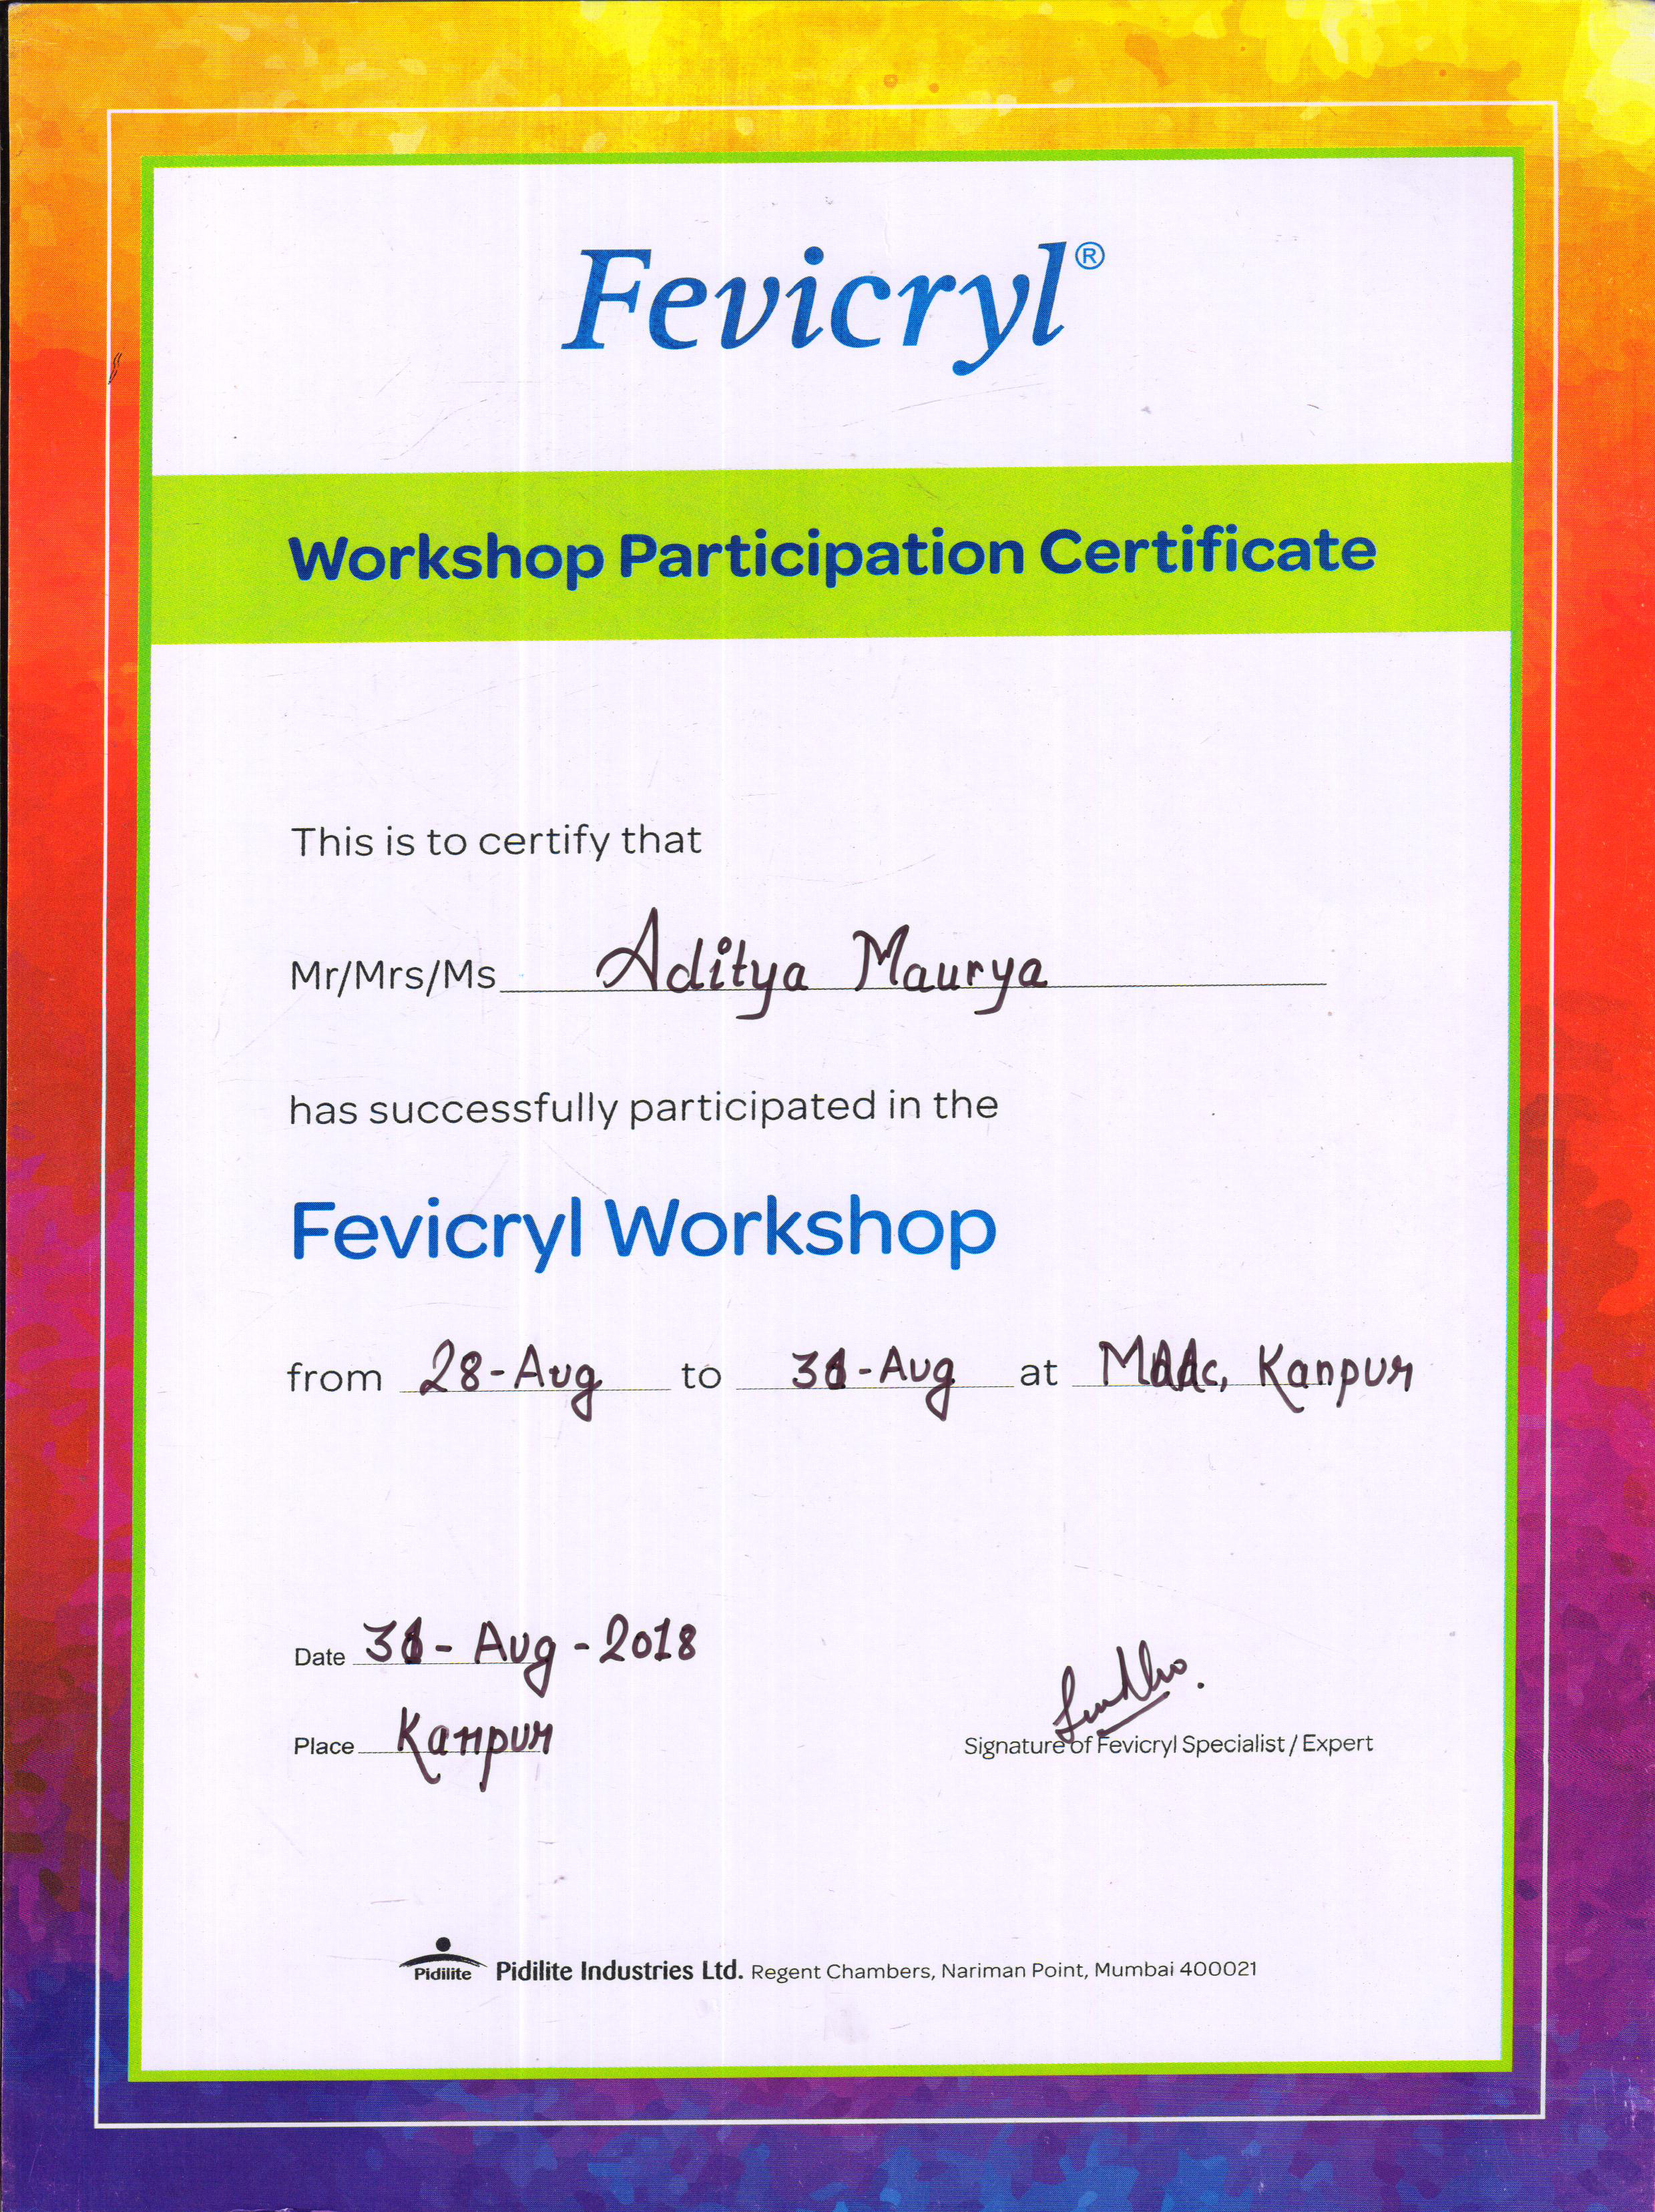 Fevicryl®
Workshop Participation Certificate
This is to certify that
Mr/Mrs/Ms Aditya Maurya
has successfully participated in the
Fevicryl Workshop
from 28-Aug to 31-Aug at Kanpur
Date 31-Aug-2018
Place Kanpur
Signature of Fevicryl Specialist / Expert
Pidilite Pidilite Industries Ltd. Regent Chambers, Nariman Point, Mumbai 400021